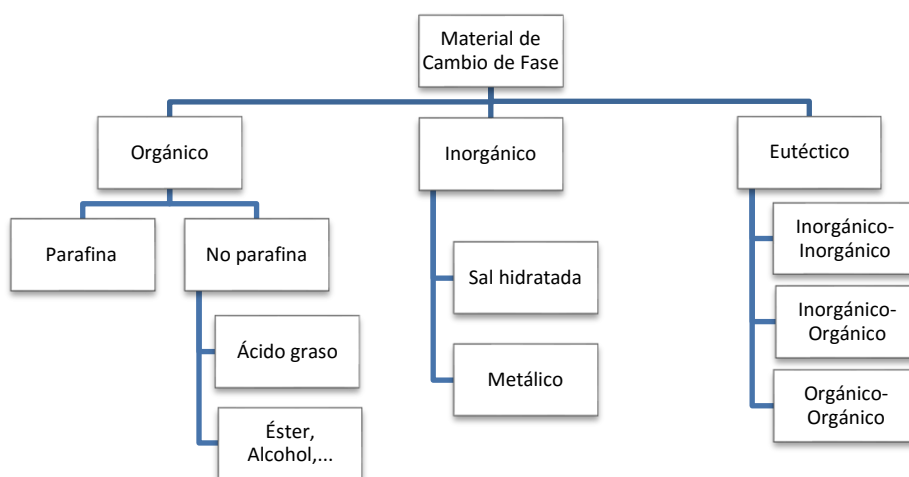 Material de
Cambio de Fase
Orgánico
Inorgánico
Eutéctico
Parafina
No parafina
Ácido graso
Éster,
Alcohol,...
Sal hidratada
Metálico
Inorgánico-
Inorgánico
Inorgánico-
Orgánico
Orgánico-
Orgánico